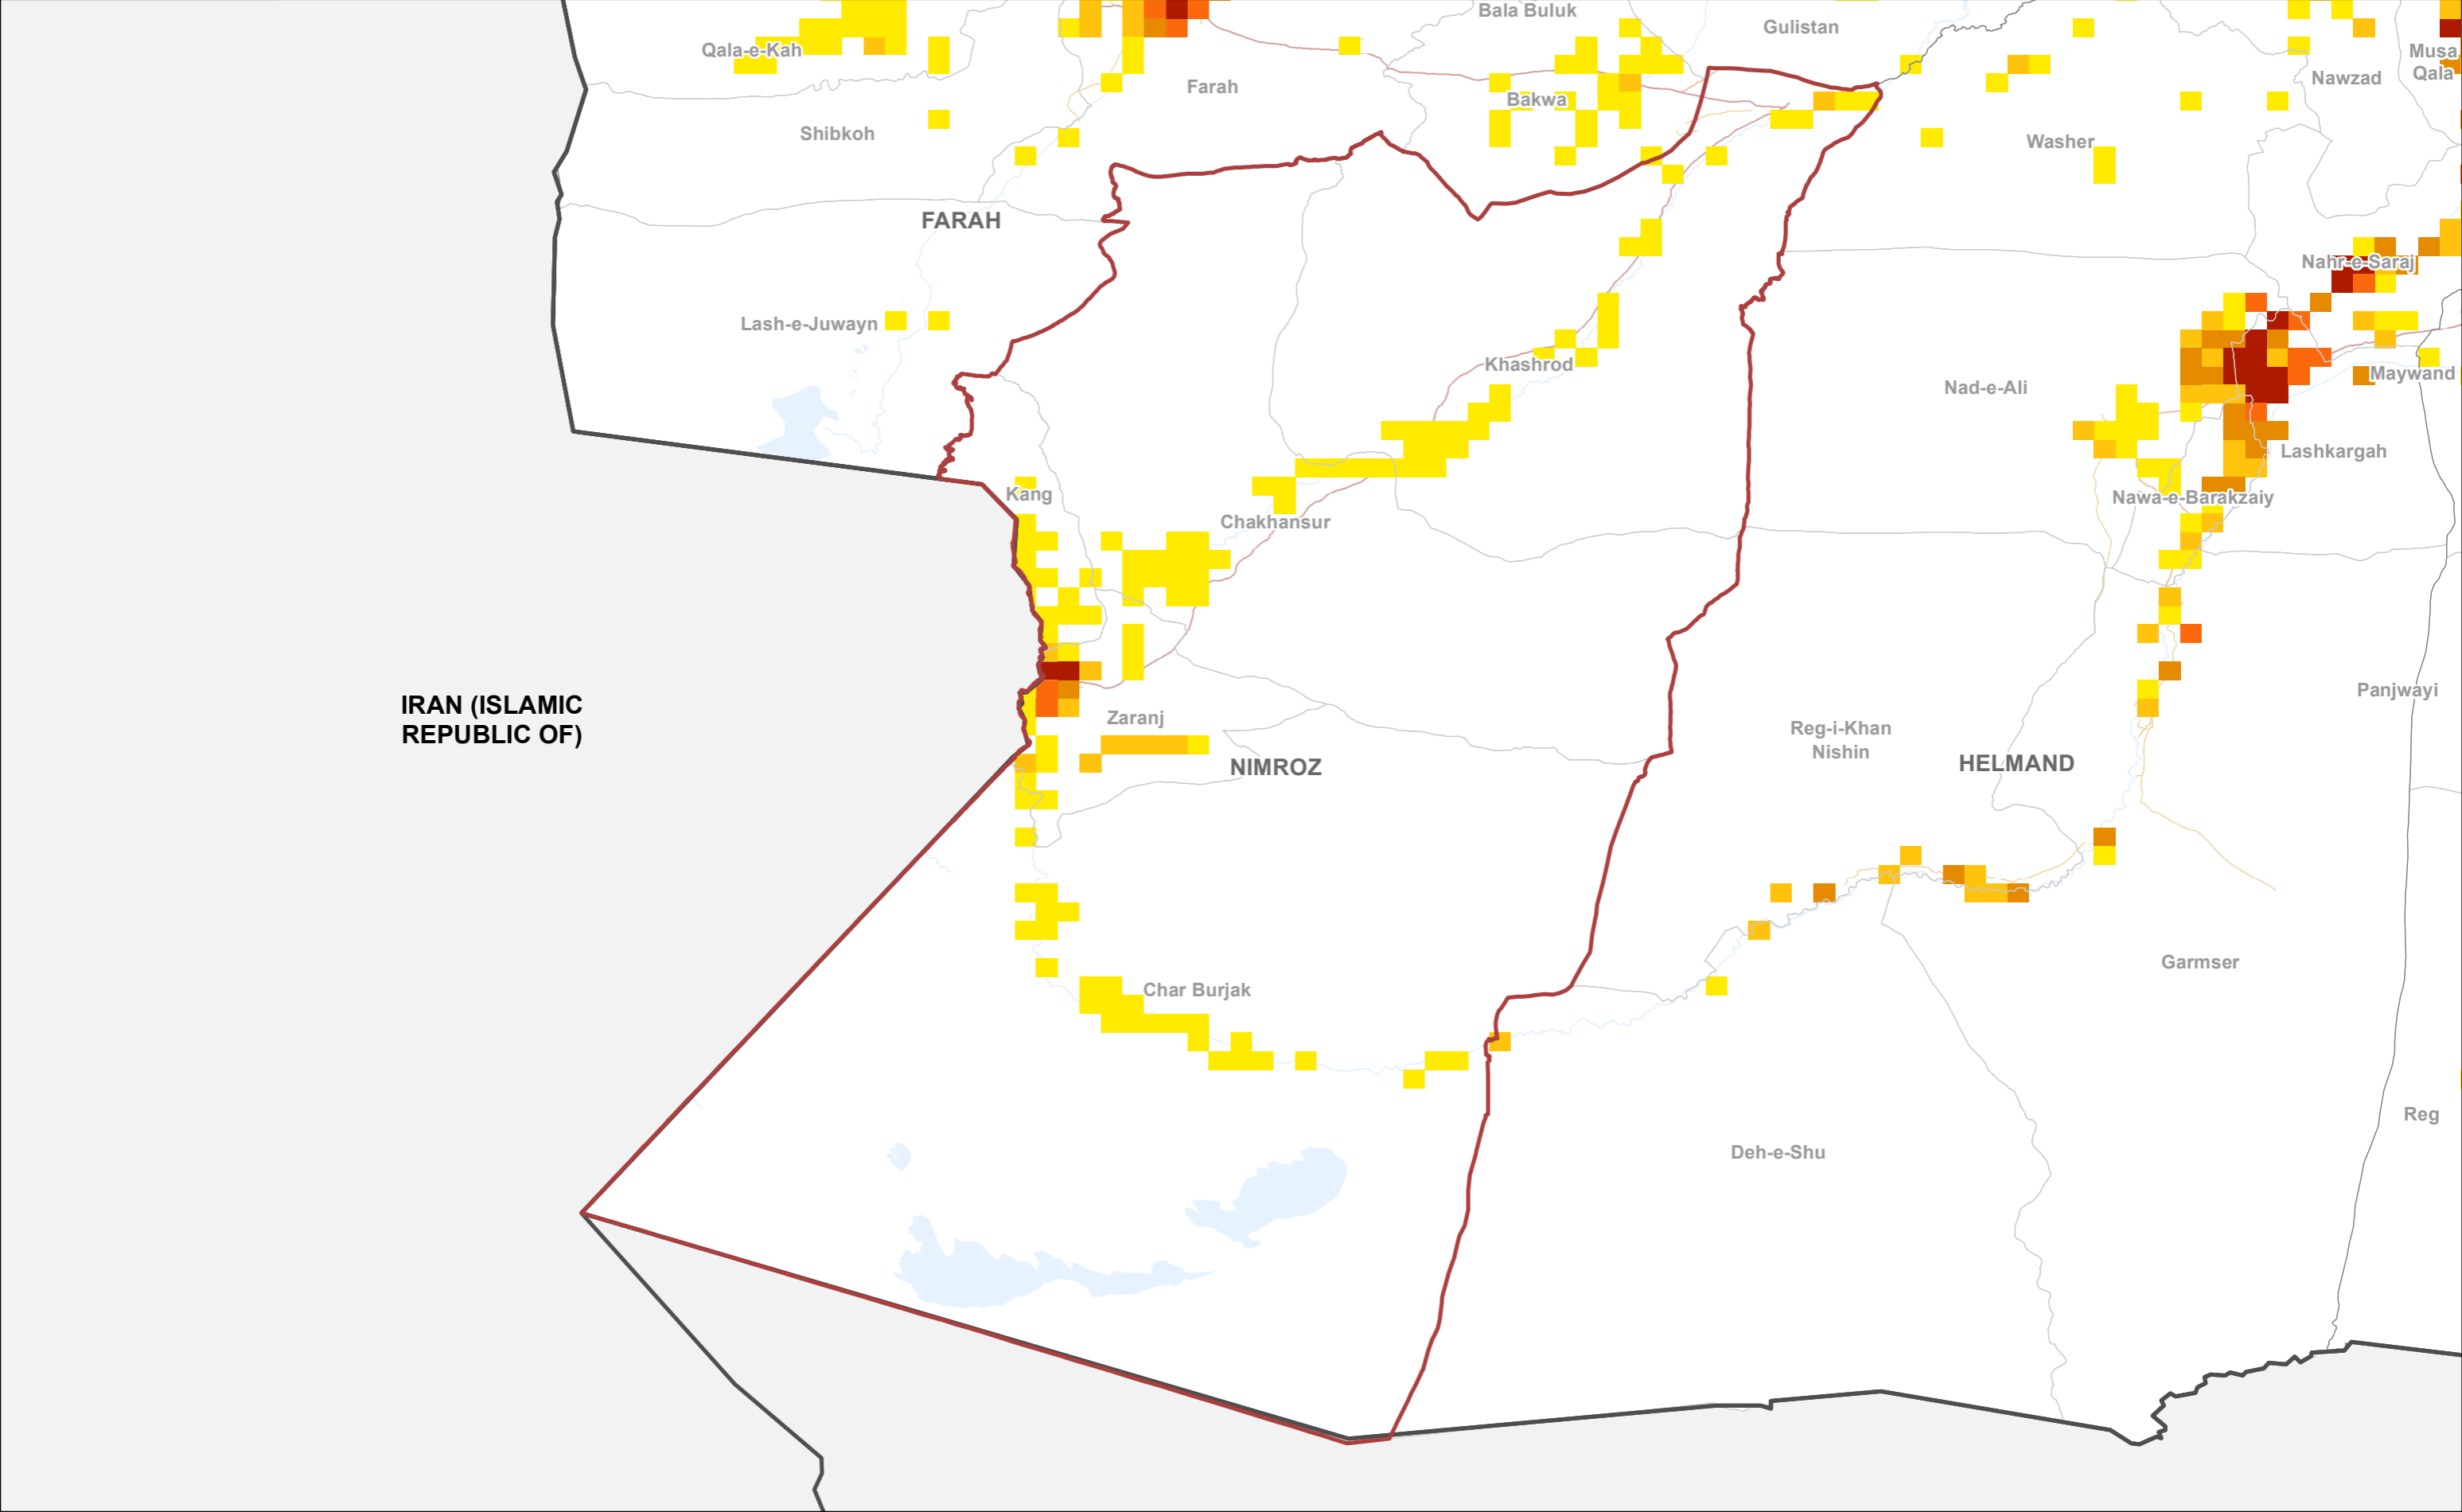 Bala Buluk
Gulistan
Qala-e-Kah
Musa
Qala
Farah
Nawzad
Bakwa
Shibkoh
Washer
FARAH
Nahr-e-Saraj
Lash-e-Juwayn
Khashrod
Maywand
Nad-e-Ali
Lashkargah
Kang
Nawa-e-Barakzaiy
Chakhansur
IRAN (ISLAMIC
REPUBLIC OF)
Panjwayi
Zaranj
Reg-i-Khan
Nishin
NIMROZ
HELMAND
Garmser
Char Burjak
Reg
Deh-e-Shu